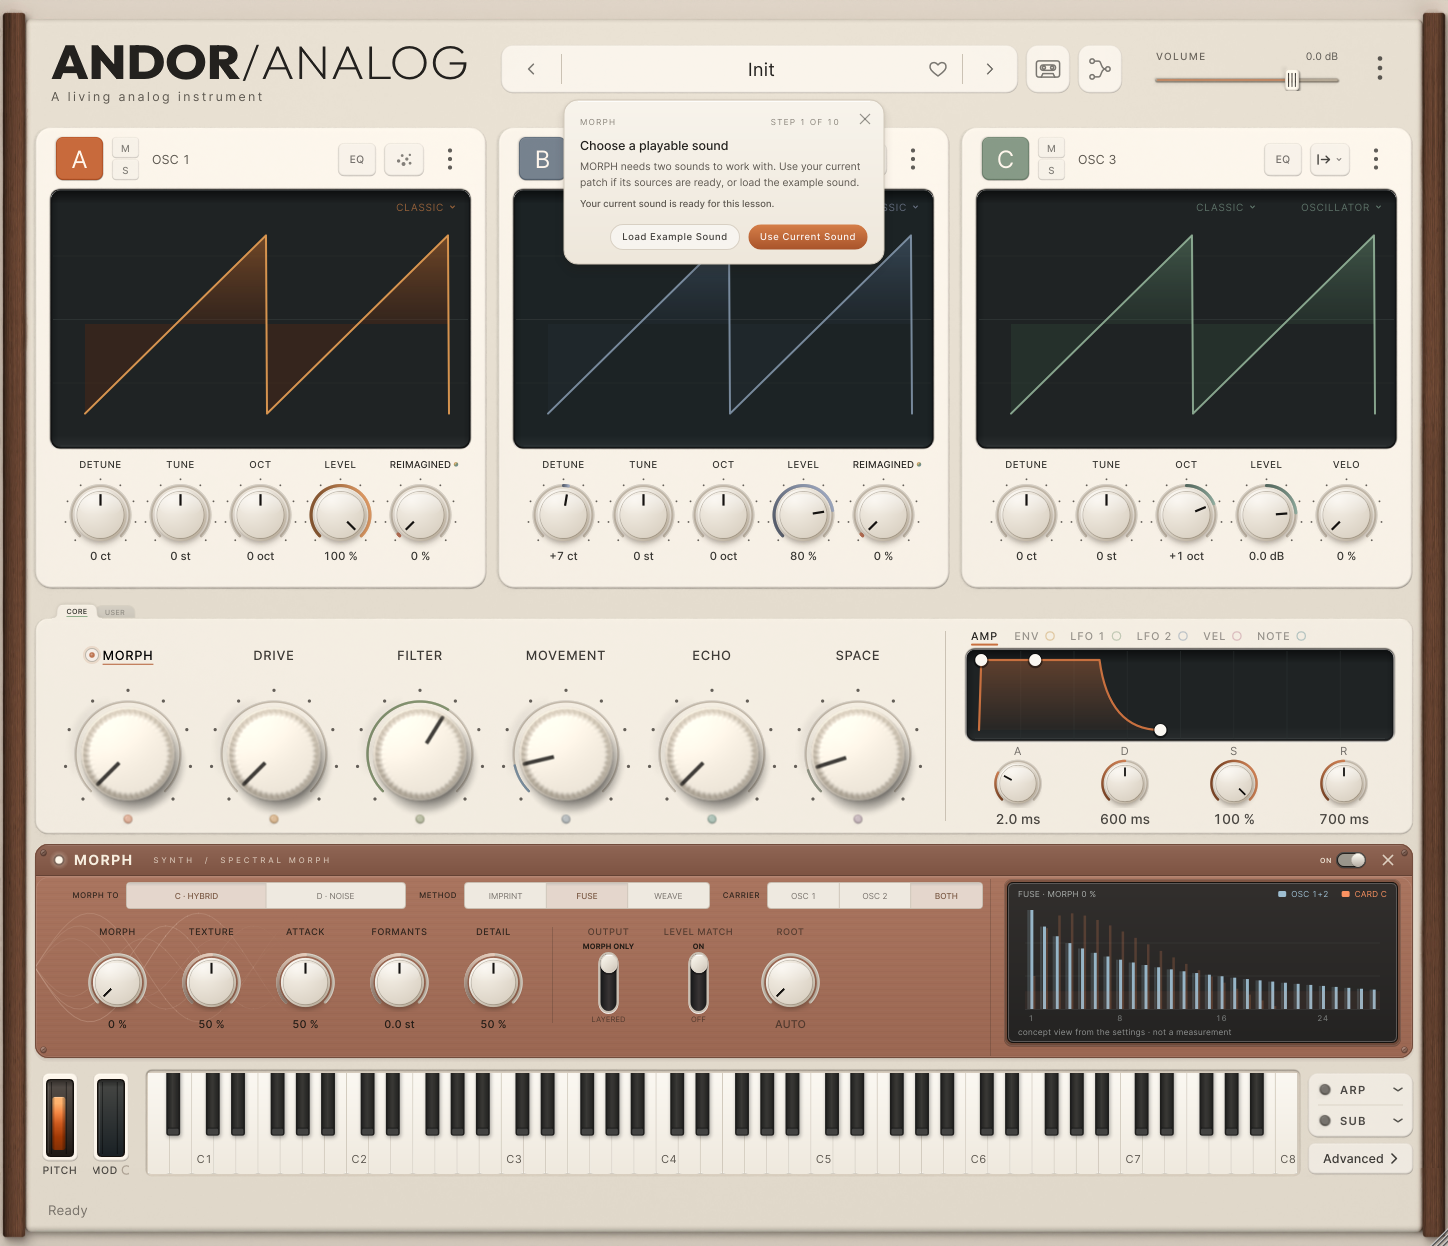 ANDOR/ANALOG
A living analog instrument
Init
VOLUME 0.0 dB
MORPH STEP 1 OF 10
Choose a playable sound
MORPH needs two sounds to work with. Use your current
patch if its sources are ready, or load the example sound.
Your current sound is ready for this lesson.
Load Example Sound Use Current Sound
A M S OSC 1 EQ
CLASSIC
DETUNE TUNE OCT LEVEL REIMAGINED
0 ct 0 st 0 oct 100 % 0 %
B
SSIC
DETUNE TUNE OCT LEVEL REIMAGINED
+7 ct 0 st 0 oct 80 % 0 %
C M S OSC 3 EQ
CLASSIC OSCILLATOR
DETUNE TUNE OCT LEVEL VELO
0 ct 0 st +1 oct 0.0 dB 0 %
CORE USER
MORPH DRIVE FILTER MOVEMENT ECHO SPACE
AMP ENV LFO 1 LFO 2 VEL NOTE
A D S R
2.0 ms 600 ms 100 % 700 ms
MORPH SYNTH / SPECTRAL MORPH ON
MORPH TO C · HYBRID D · NOISE METHOD IMPRINT FUSE WEAVE CARRIER OSC 1 OSC 2 BOTH
MORPH TEXTURE ATTACK FORMANTS DETAIL OUTPUT LEVEL MATCH ROOT
MORPH ONLY ON
LAYERED OFF
0 % 50 % 50 % 0.0 st 50 % AUTO
FUSE · MORPH 0 % OSC 1+2 CARD C
1 8 16 24
concept view from the settings · not a measurement
PITCH MOD
C1 C2 C3 C4 C5 C6 C7 C8
ARP
SUB
Advanced
Ready